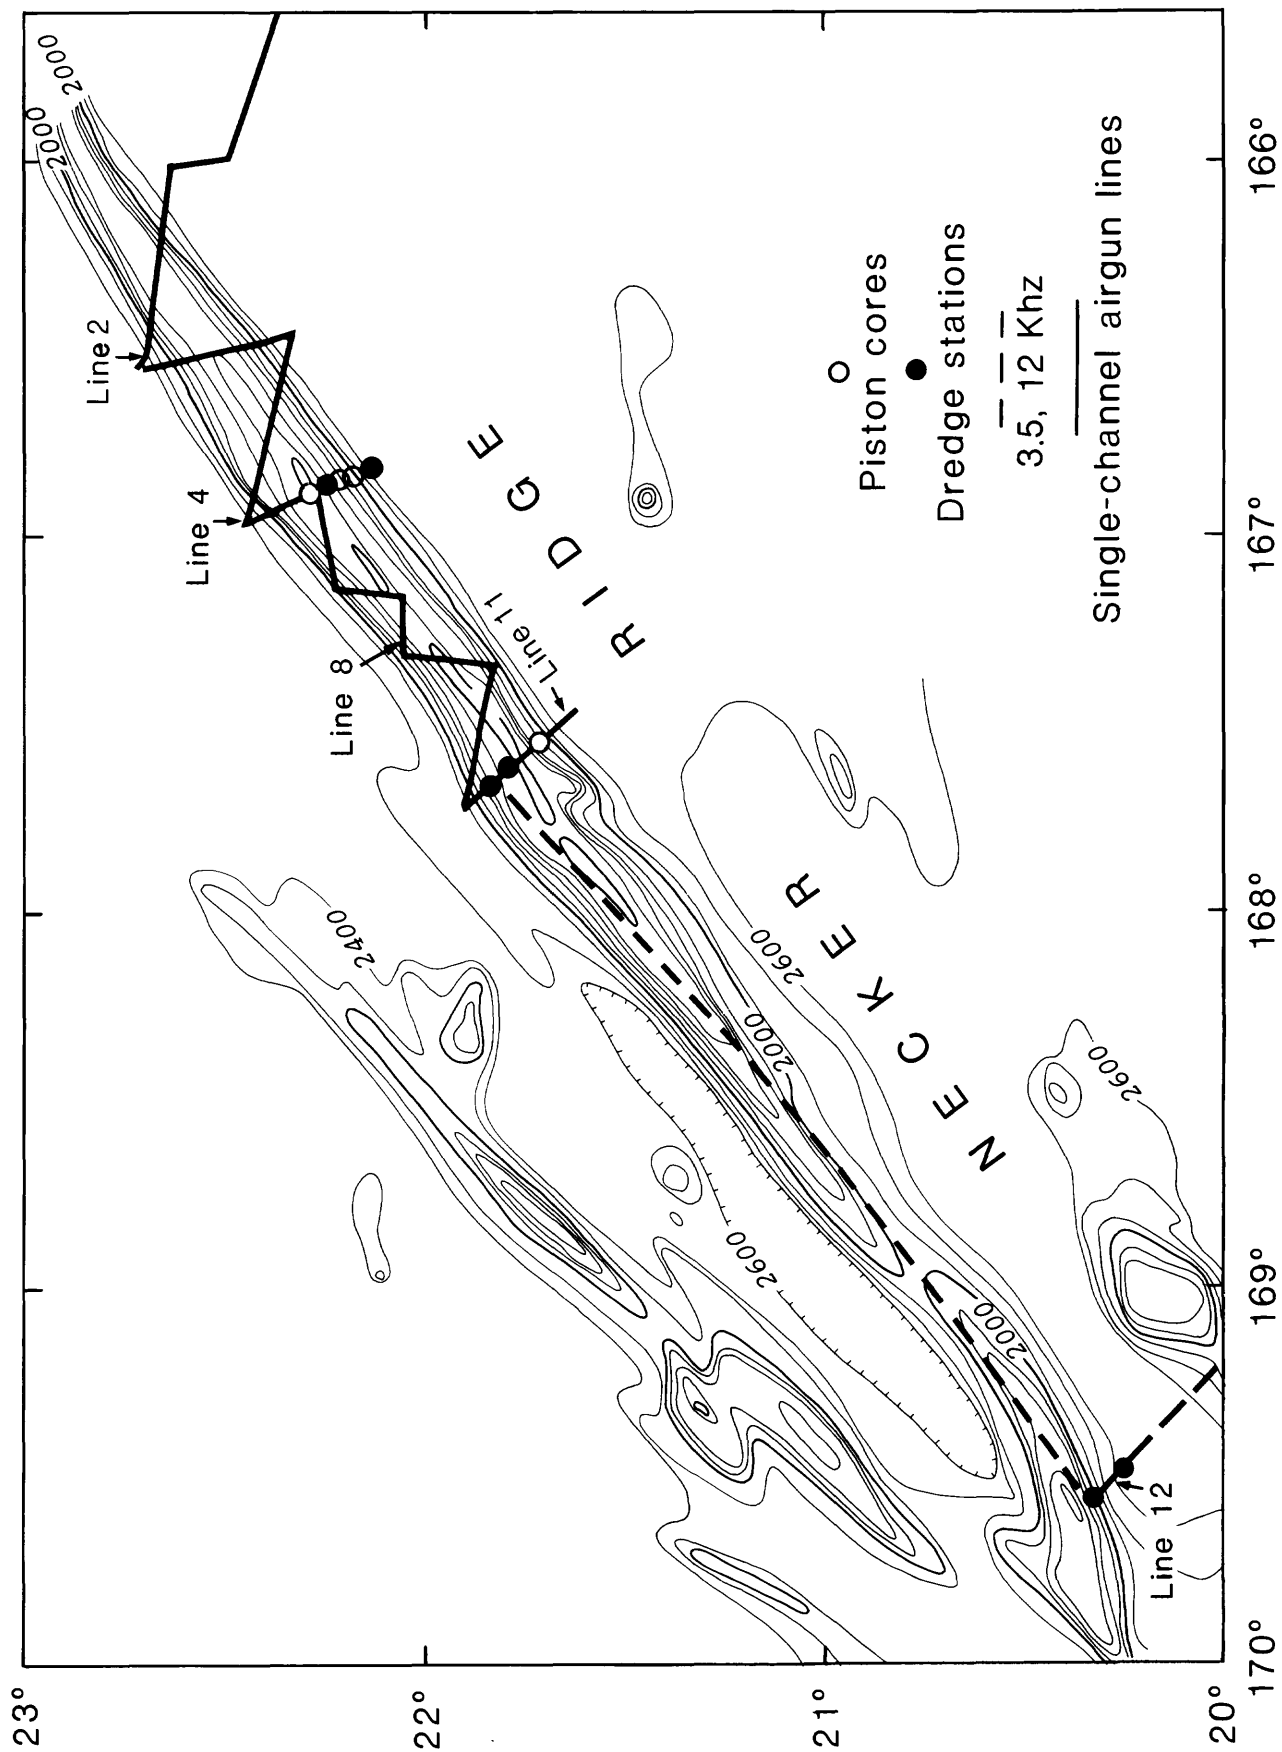 23°
22°
21°
20°
170°
169°
168°
167°
166°
2000
2000
Line 2
Line 4
Line 8
Line 11
Line 12
NECKER RIDGE
2400
2600
2000
2600
2000
2600
Piston cores
Dredge stations
3.5, 12 Khz
Single-channel airgun lines